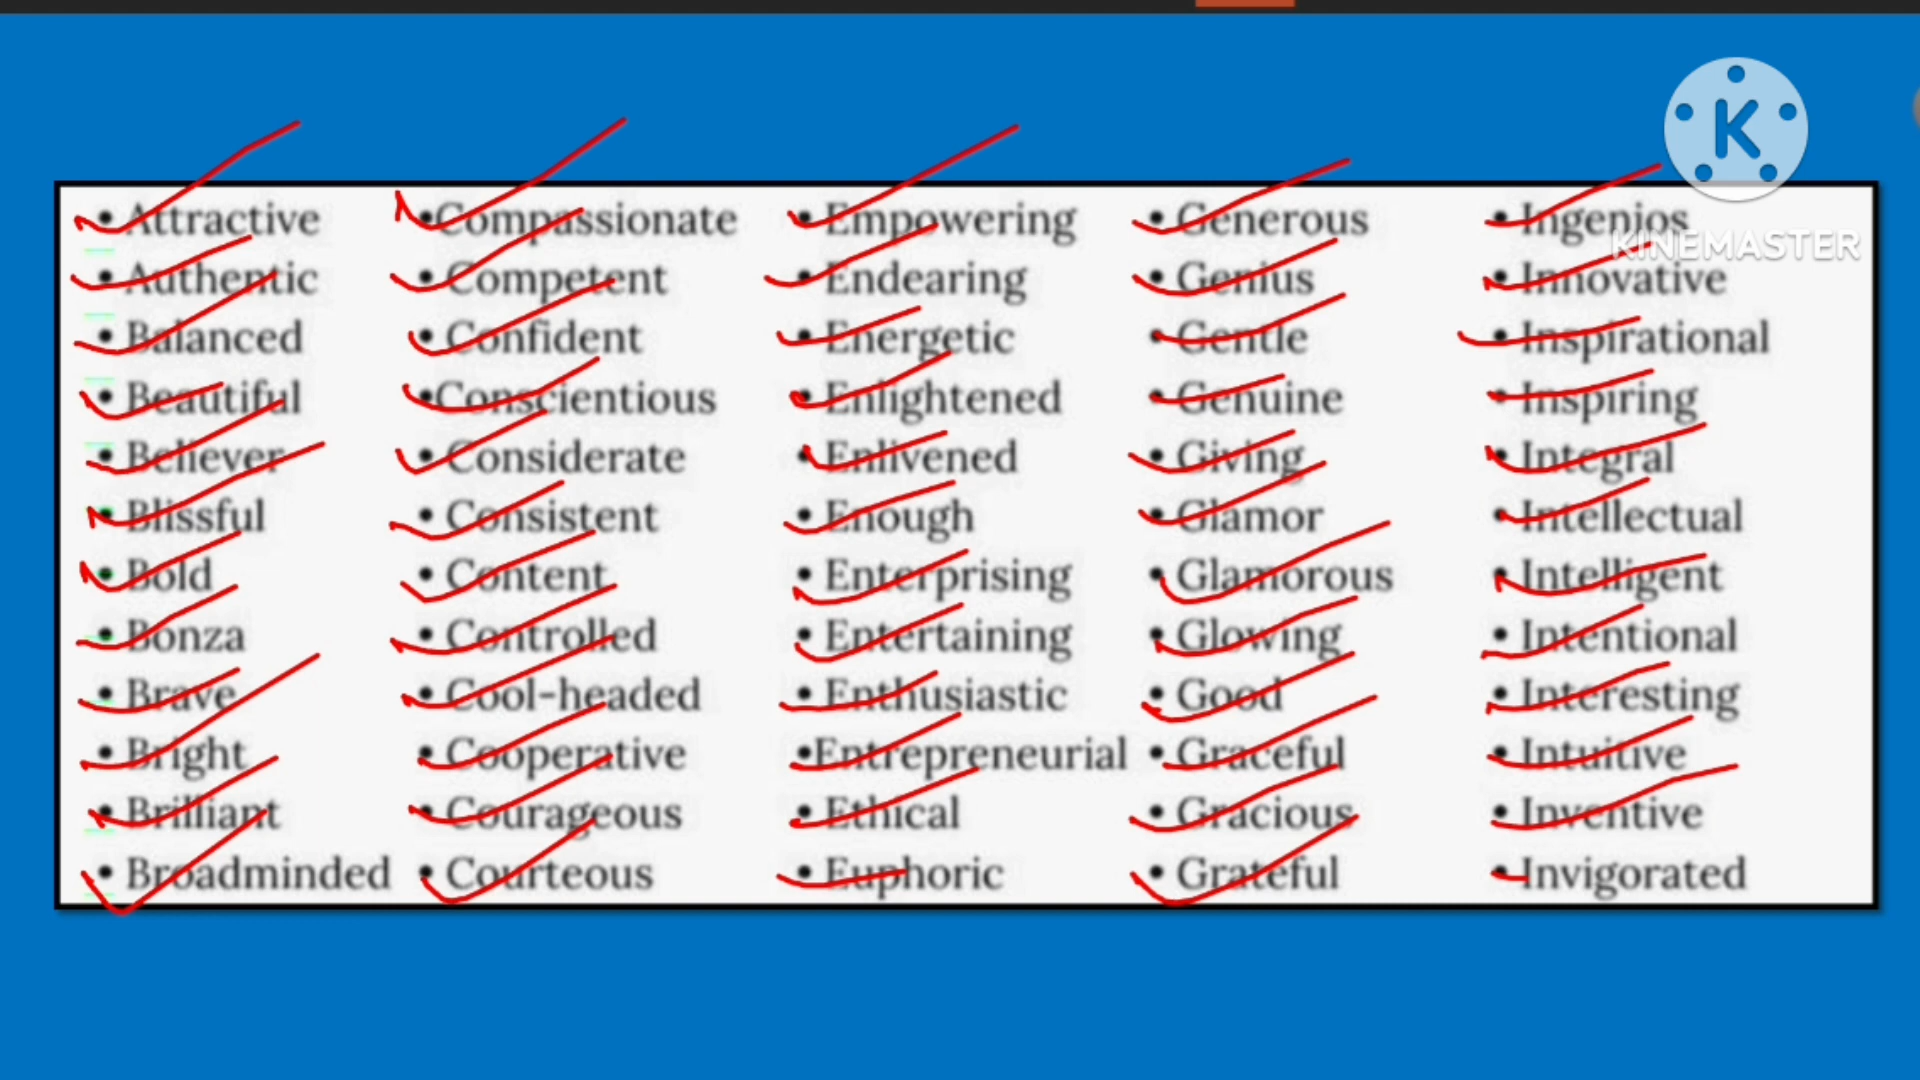 • Attractive
• Authentic
• Balanced
• Beautiful
• Believer
• Blissful
• Bold
• Bonza
• Brave
• Bright
• Brilliant
• Broadminded
•Compassionate
• Competent
• Confident
•Conscientious
• Considerate
• Consistent
• Content
• Controlled
• Cool-headed
• Cooperative
• Courageous
• Courteous
• Empowering
• Endearing
• Energetic
• Enlightened
• Enlivened
• Enough
• Enterprising
• Entertaining
• Enthusiastic
•Entrepreneurial
• Ethical
• Euphoric
• Generous
• Genius
• Gentle
• Genuine
• Giving
• Glamor
• Glamorous
• Glowing
• Good
• Graceful
• Gracious
• Grateful
• Ingenios
• Innovative
• Inspirational
• Inspiring
• Integral
• Intellectual
• Intelligent
• Intentional
• Interesting
• Intuitive
• Inventive
• Invigorated
K
KINEMASTER